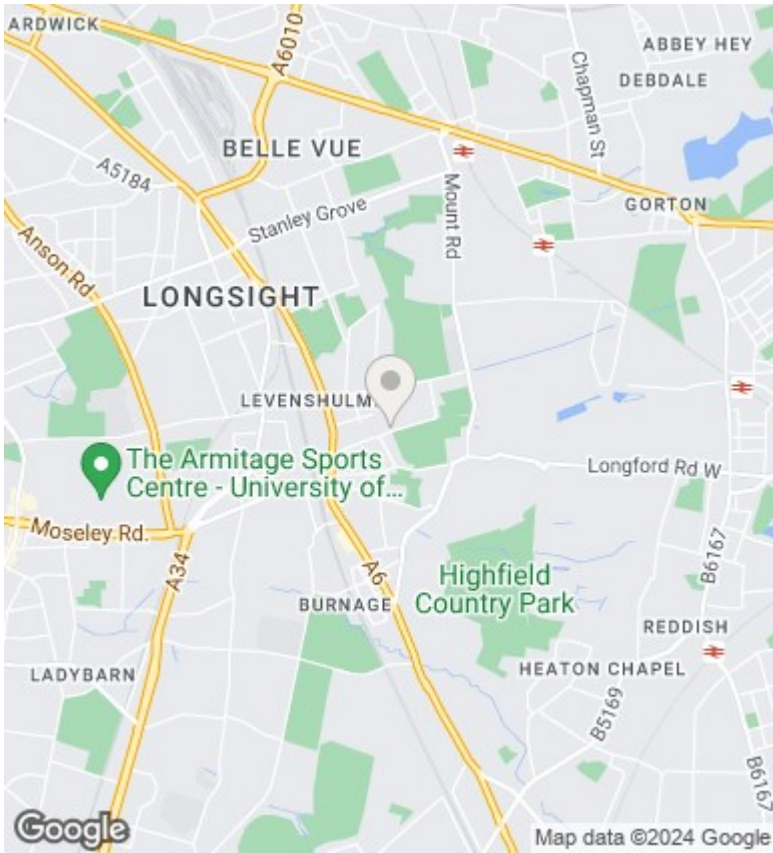 ARDWICK
A6010
ABBEY HEY
DEBDALE
Chapman St
BELLE VUE
A5184
Mount Rd
GORTON
Stanley Grove
Anson Rd
LONGSIGHT
LEVENSHULM
The Armitage Sports
Centre - University of...
Longford Rd W
Moseley Rd.
A34
A6
B6167
Highfield
Country Park
BURNAGE
REDDISH
LADYBARN
HEATON CHAPEL
B5169
B6167
Google
Map data ©2024 Google